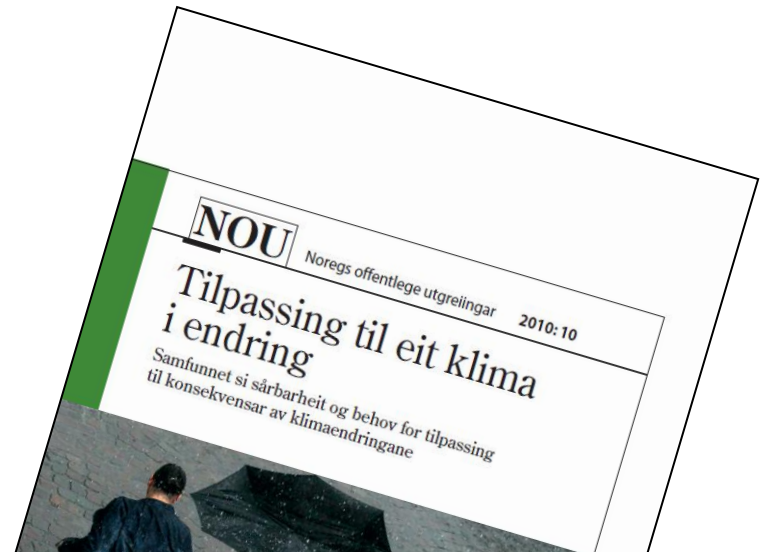 NOU
Noregs offentlege utgreiingar 2010: 10
Tilpassing til eit klima
i endring
Samfunnet si sårbarheit og behov for tilpassing
til konsekvensar av klimaendringane